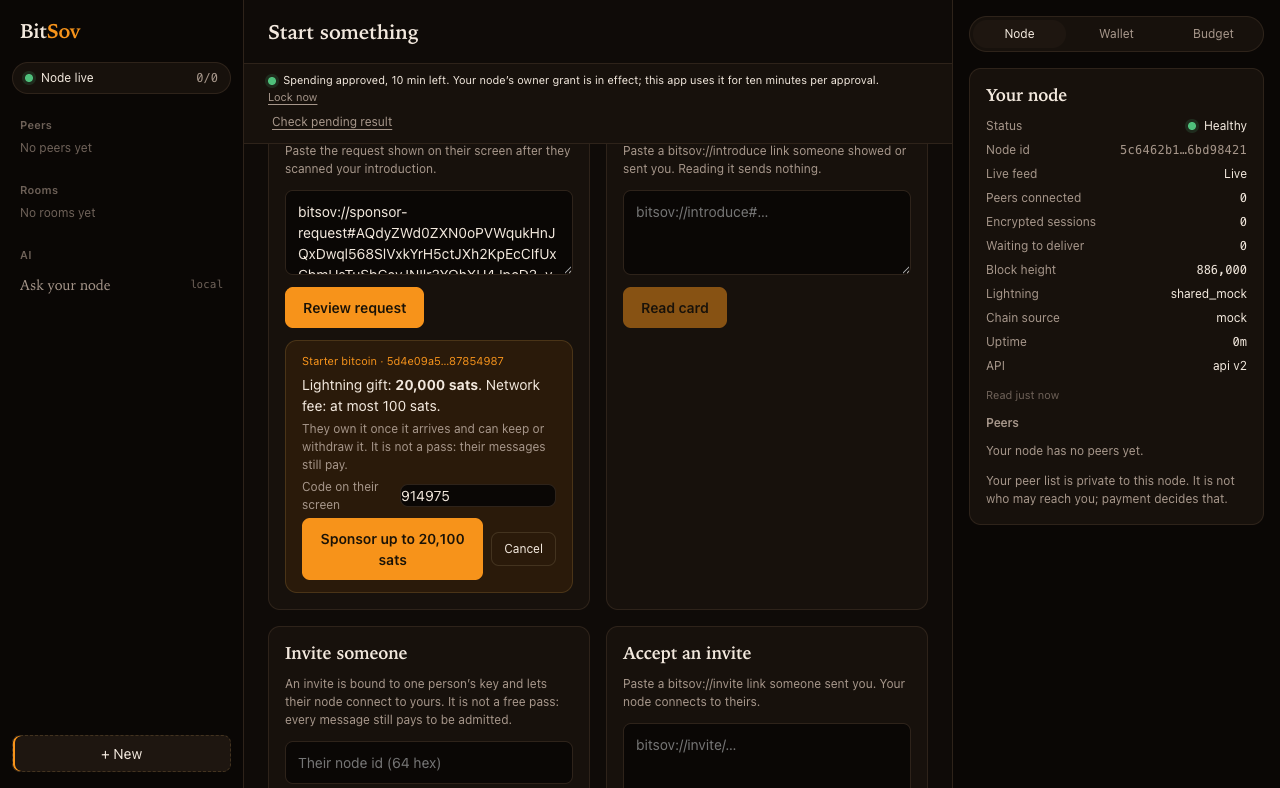 BitSov
Node live 0/0
Peers
No peers yet
Rooms
No rooms yet
AI
Ask your node local
+ New
Start something
Spending approved, 10 min left. Your node's owner grant is in effect; this app uses it for ten minutes per approval.
Lock now
Check pending result
Paste the request shown on their screen after they
scanned your introduction.
bitsov://sponsor-
Review request
Starter bitcoin · 5d4e09a5…87854987
Lightning gift: 20,000 sats. Network
fee: at most 100 sats.
They own it once it arrives and can keep or
withdraw it. It is not a pass: their messages
still pay.
Code on their
screen
914975
Sponsor up to 20,100
sats
Cancel
Paste a bitsov://introduce link someone showed or
sent you. Reading it sends nothing.
bitsov://introduce#…
Read card
Invite someone
An invite is bound to one person's key and lets
their node connect to yours. It is not a free pass:
every message still pays to be admitted.
Their node id (64 hex)
Accept an invite
Paste a bitsov://invite link someone sent you. Your
node connects to theirs.
bitsov://invite/…
Node Wallet Budget
Your node
Status Healthy
Node id 5c6462b1…6bd98421
Live feed Live
Peers connected 0
Encrypted sessions 0
Waiting to deliver 0
Block height 886,000
Lightning shared_mock
Chain source mock
Uptime 0m
API api v2
Read just now
Peers
Your node has no peers yet.
Your peer list is private to this node. It is not
who may reach you; payment decides that.